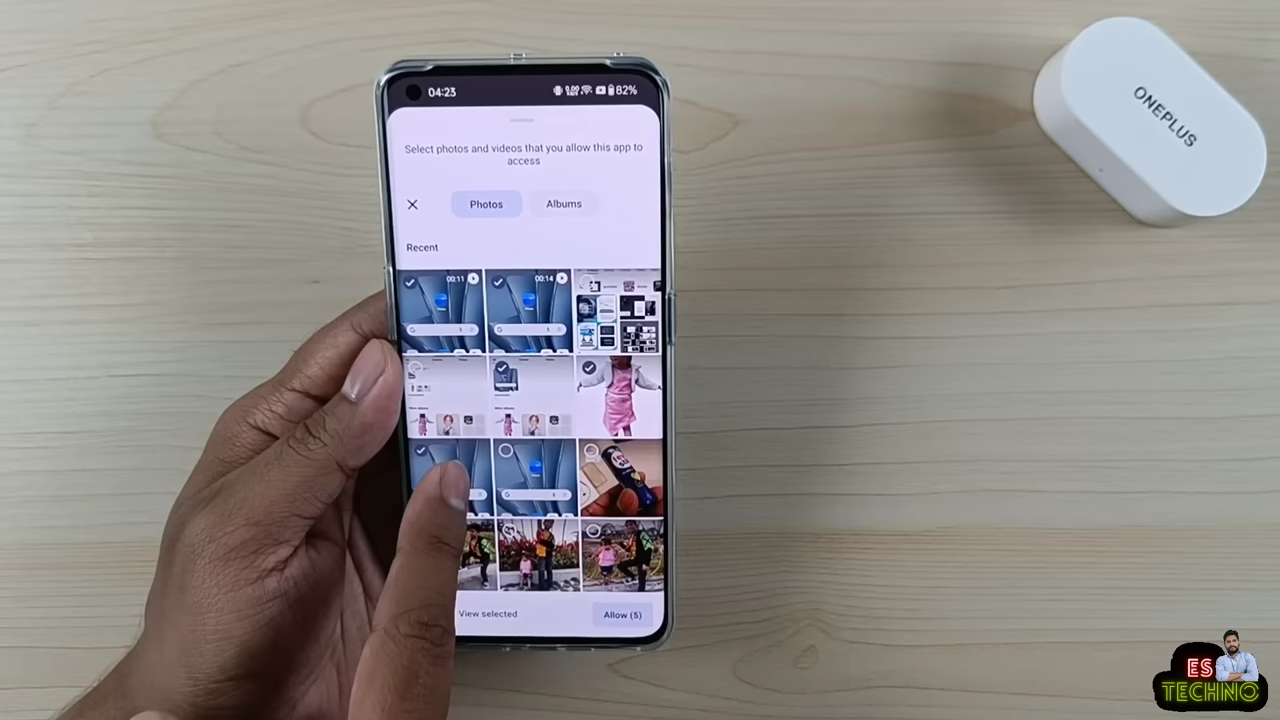 04:23
82%
Select photos and videos that you allow this app to
access
Photos
Albums
Recent
00:11
00:14
View selected
Allow (5)
ONEPLUS
ES
TECHNO